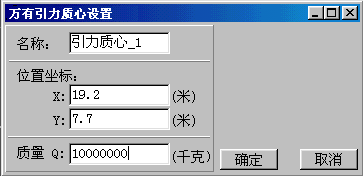 万有引力质心设置
名称: 引力质心_1
位置坐标:
X: 19.2 (米)
Y: 7.7 (米)
质量 Q: 10000000 (千克) 确定 取消